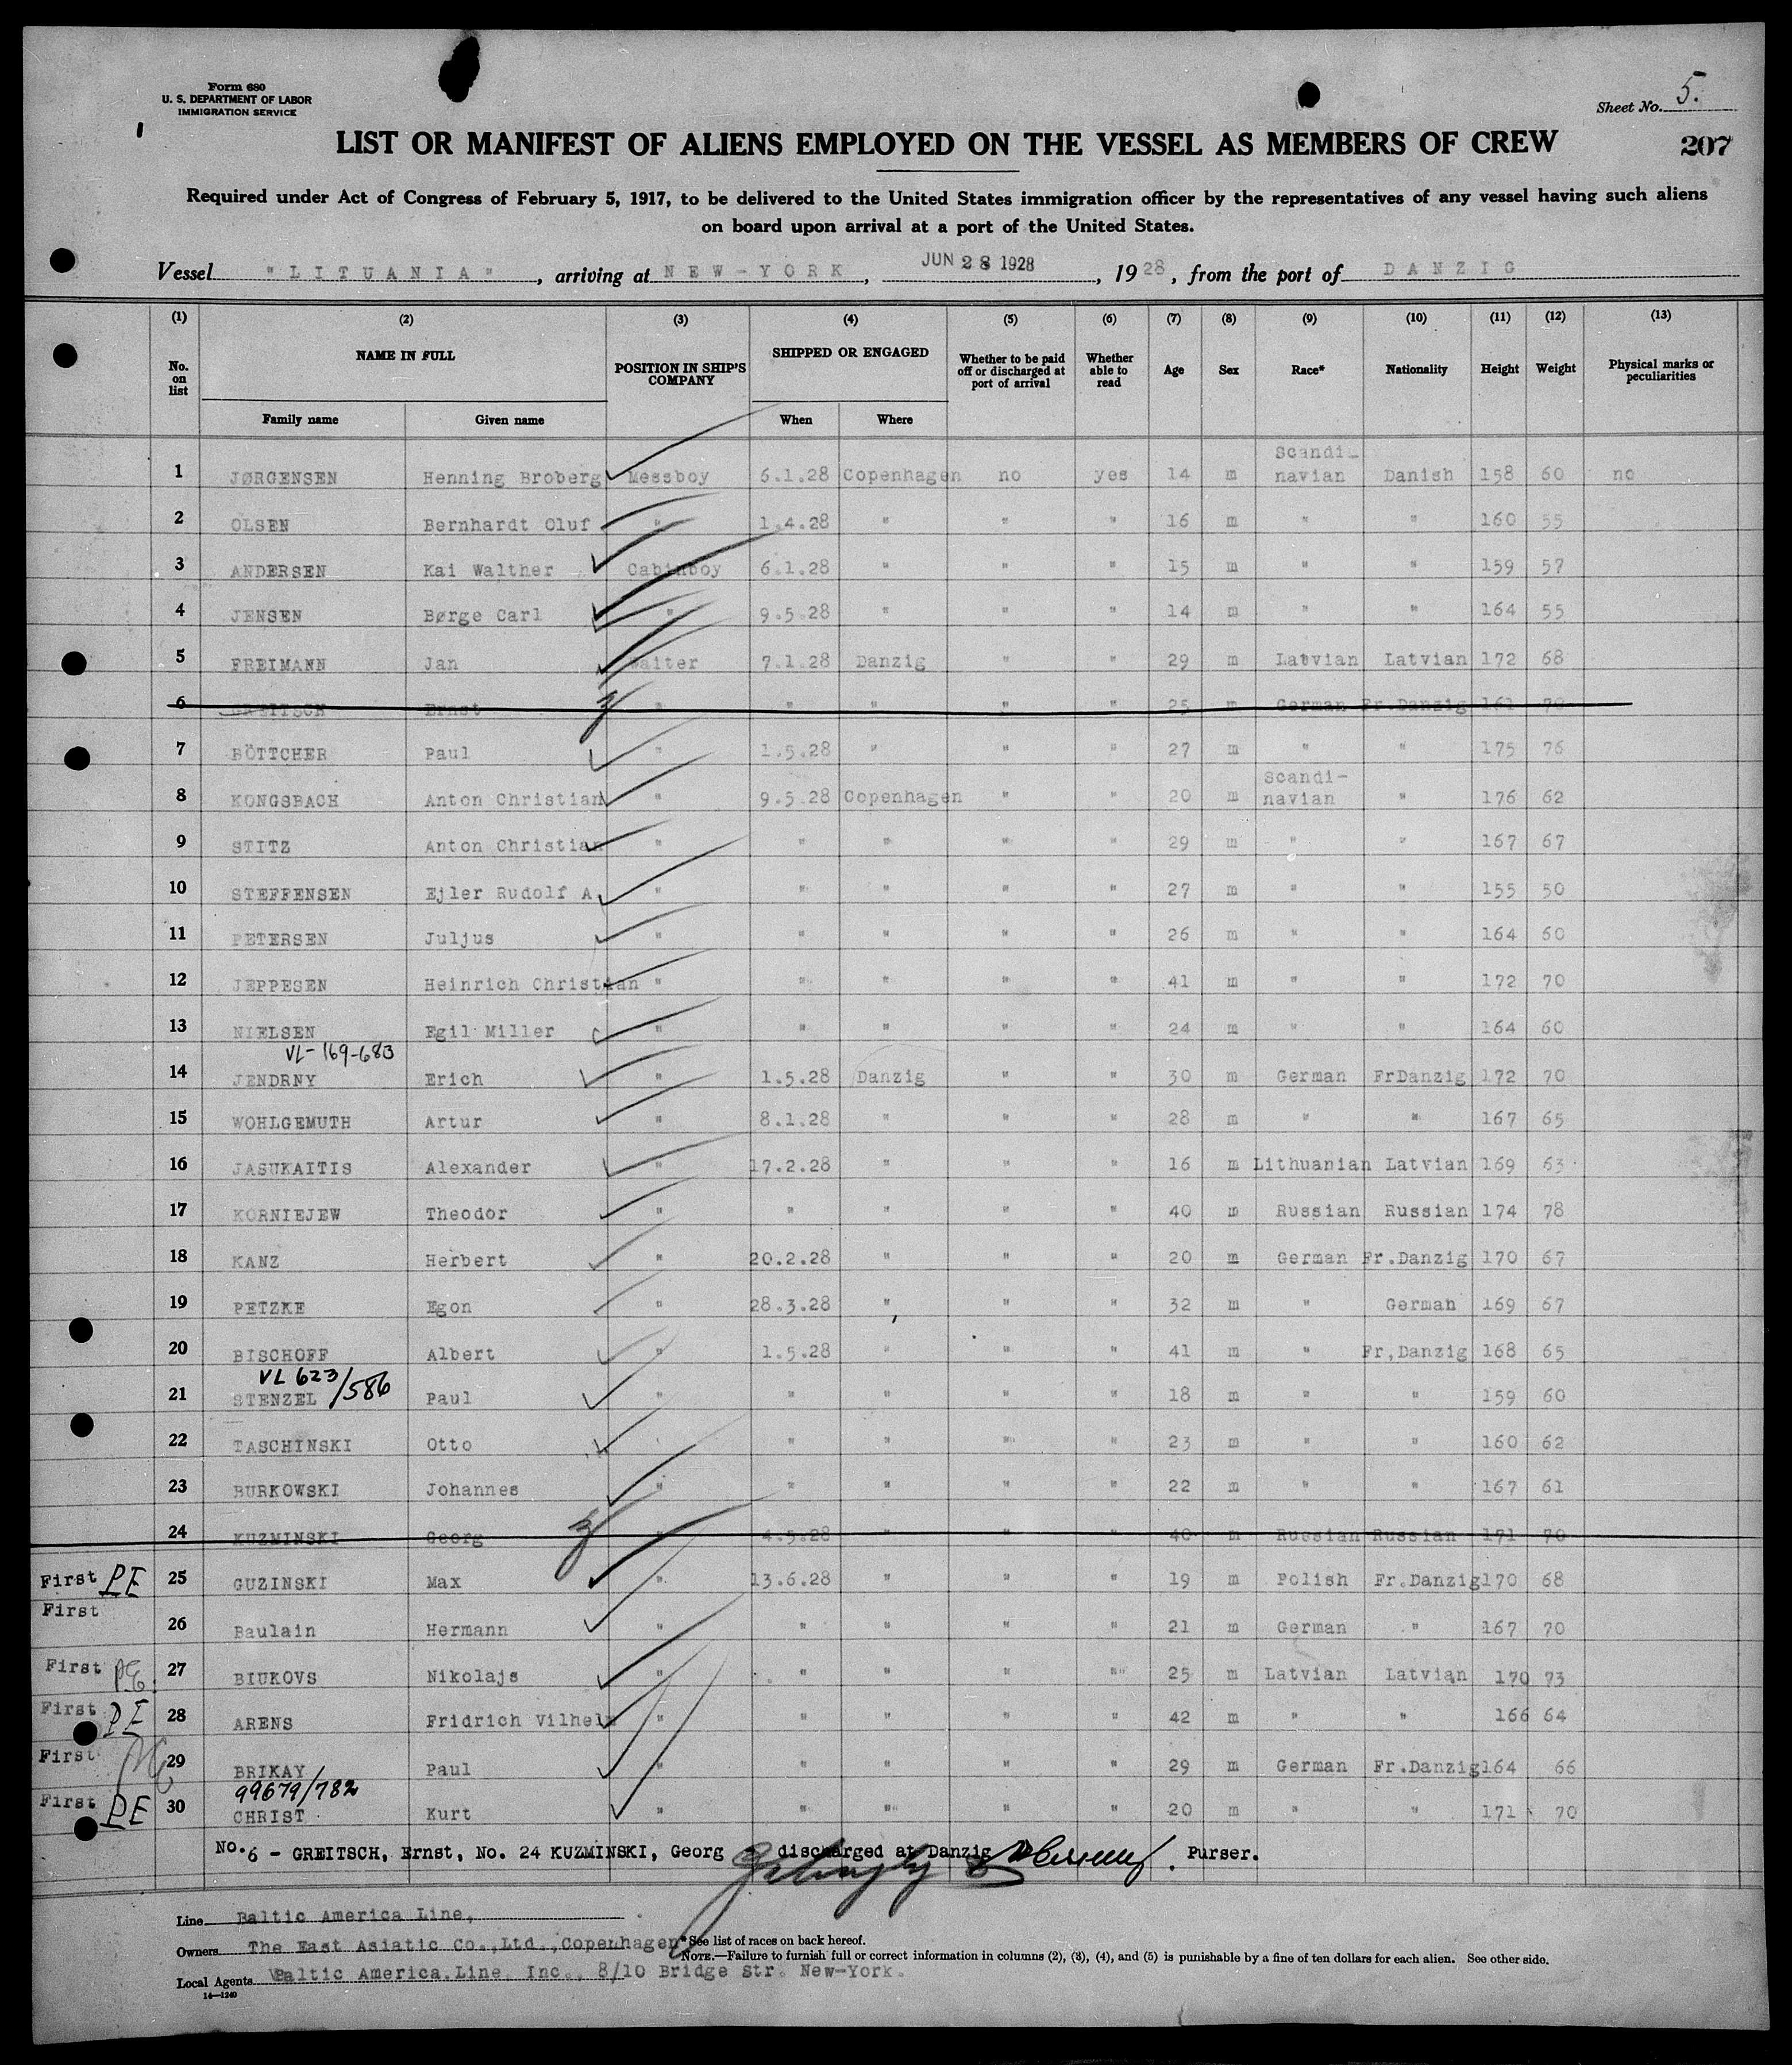 Form 680
U. S. DEPARTMENT OF LABOR
IMMIGRATION SERVICE
Sheet No. 5.
LIST OR MANIFEST OF ALIENS EMPLOYED ON THE VESSEL AS MEMBERS OF CREW
207
Required under Act of Congress of February 5, 1917, to be delivered to the United States immigration officer by the representatives of any vessel having such aliens
on board upon arrival at a port of the United States.
Vessel "LITUANIA", arriving at NEW-YORK, JUN 28 1928, 1928, from the port of DANZIG
(1) (2) (3) (4) (5) (6) (7) (8) (9) (10) (11) (12) (13)
No. on list NAME IN FULL POSITION IN SHIP'S COMPANY SHIPPED OR ENGAGED Whether to be paid off or discharged at port of arrival Whether able to read Age Sex Race* Nationality Height Weight Physical marks or peculiarities
Family name Given name When Where
1 JØRGENSEN Henning Broberg Messboy 6.1.28 Copenhagen no yes 14 m Scandi-navian Danish 158 60 no
2 OLSEN Bernhardt Oluf " 1.4.28 " " " 16 m " " 160 55
3 ANDERSEN Kai Walther Cabinboy 6.1.28 " " " 15 m " " 159 57
4 JENSEN Børge Carl " 9.5.28 " " " 14 m " " 164 55
5 FREIMANN Jan Waiter 7.1.28 Danzig " " 29 m Latvian Latvian 172 68
6 GREITSCH Ernst " " " " " 25 m German Fr.Danzig 161 70
7 BÖTTCHER Paul " 1.5.28 " " " 27 m " " 175 76
8 KONGSBACH Anton Christian " 9.5.28 Copenhagen " " 20 m Scandi-navian " 176 62
9 STITZ Anton Christian " " " " " 29 m " " 167 67
10 STEFFENSEN Ejler Rudolf A. " " " " " 27 m " " 155 50
11 PETERSEN Juljus " " " " " 26 m " " 164 60
12 JEPPESEN Heinrich Christian " " " " " 41 m " " 172 70
13 NIELSEN Egil Miller " " " " " 24 m " " 164 60
VL-169-683
14 JENDRNY Erich " 1.5.28 Danzig " " 30 m German FrDanzig 172 70
15 WOHLGEMUTH Artur " 8.1.28 " " " 28 m " " 167 65
16 JASUKAITIS Alexander " 17.2.28 " " " 16 m Lithuanian Latvian 169 63
17 KORNIEJEW Theodor " " " " " 40 m Russian Russian 174 78
18 KANZ Herbert " 20.2.28 " " " 20 m German Fr.Danzig 170 67
19 PETZKE Egon " 28.3.28 " " " 32 m " German 169 67
20 BISCHOFF Albert " 1.5.28 " " " 41 m " Fr,Danzig 168 65
VL 623/586
21 STENZEL Paul " " " " " 18 m " " 159 60
22 TASCHINSKI Otto " " " " " 23 m " " 160 62
23 BURKOWSKI Johannes " " " " " 22 m " " 167 61
24 KUZMINSKI Georg " 4.5.28 " " " 40 m Russian Russian 171 70
First PE 25 GUZINSKI Max " 13.6.28 " " " 19 m Polish Fr.Danzig 170 68
First 26 Baulain Hermann " " " " " 21 m German " 167 70
First PE 27 BIUKOVS Nikolajs " " " " " 25 m Latvian Latvian 170 73
First PE 28 ARENS Fridrich Vilhelm " " " " " 42 m " " 166 64
First 29 BRIKAY Paul " " " " " 29 m German Fr.Danzig 164 66
99679/782
First PE 30 CHRIST Kurt " " " " " 20 m " " 171 70
No.6 - GREITSCH, Ernst, No. 24 KUZMINSKI, Georg discharged at Danzig Purser.
Line Baltic America Line,
Owners The East Asiatic Co.,Ltd.,Copenhagen
*See list of races on back hereof.
NOTE.—Failure to furnish full or correct information in columns (2), (3), (4), and (5) is punishable by a fine of ten dollars for each alien. See other side.
Local Agents Baltic America Line, Inc., 8/10 Bridge Str. New-York.
14—1240